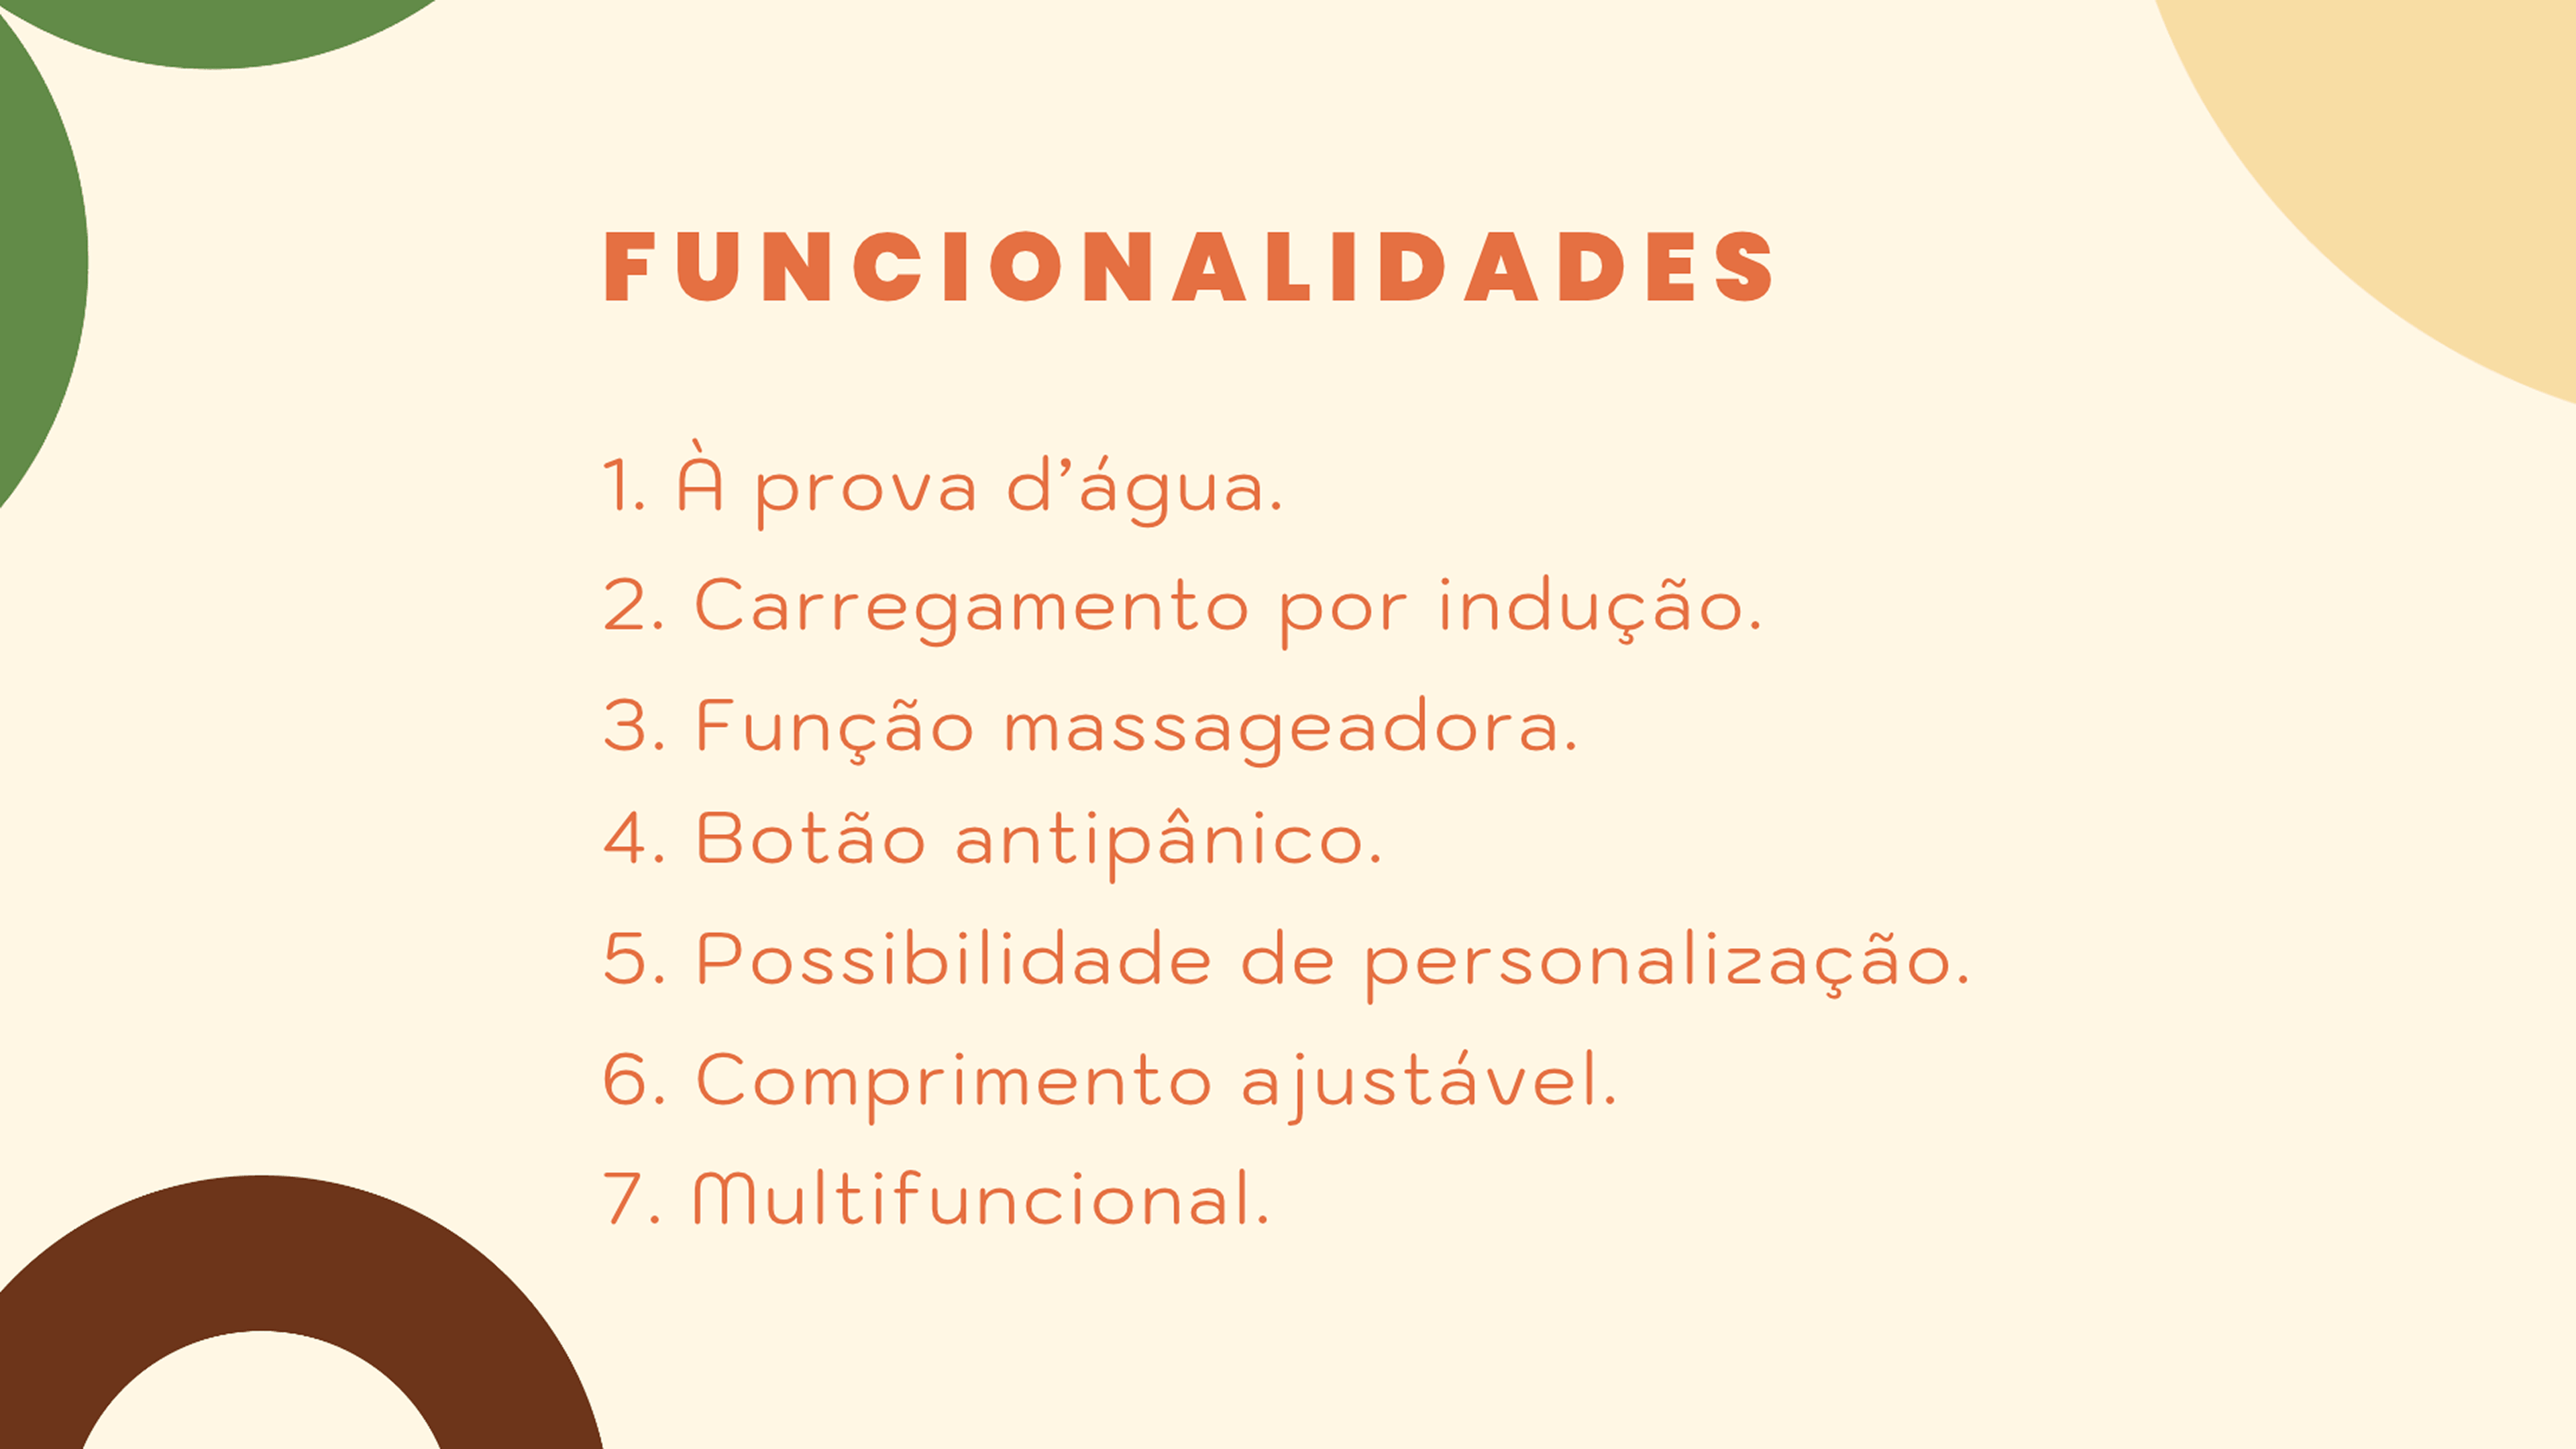 FUNCIONALIDADES
1. À prova d’água.
2. Carregamento por indução.
3. Função massageadora.
4. Botão antipânico.
5. Possibilidade de personalização.
6. Comprimento ajustável.
7. Multifuncional.